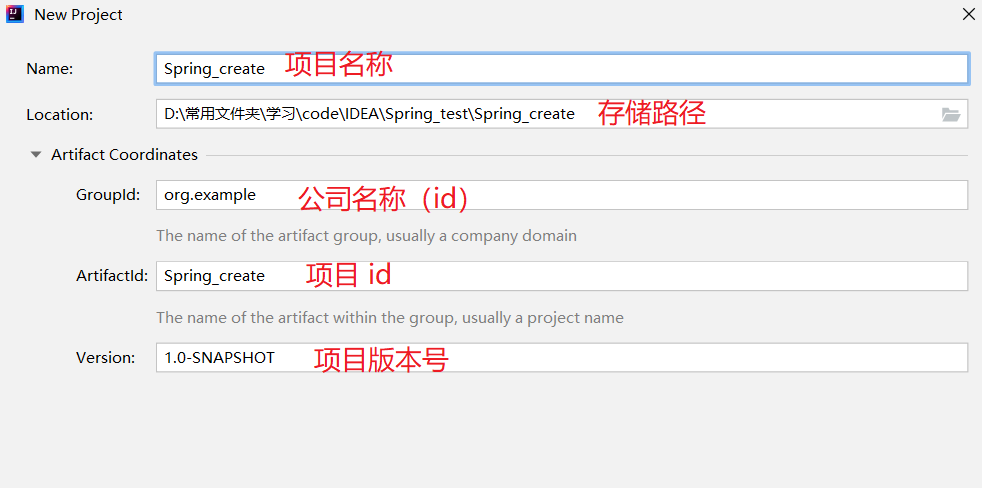 New Project
Name: Spring_create 项目名称
Location: D:\常用文件夹\学习\code\IDEA\Spring_test\Spring_create 存储路径
Artifact Coordinates
GroupId: org.example 公司名称（id）
The name of the artifact group, usually a company domain
ArtifactId: Spring_create 项目 id
The name of the artifact within the group, usually a project name
Version: 1.0-SNAPSHOT 项目版本号